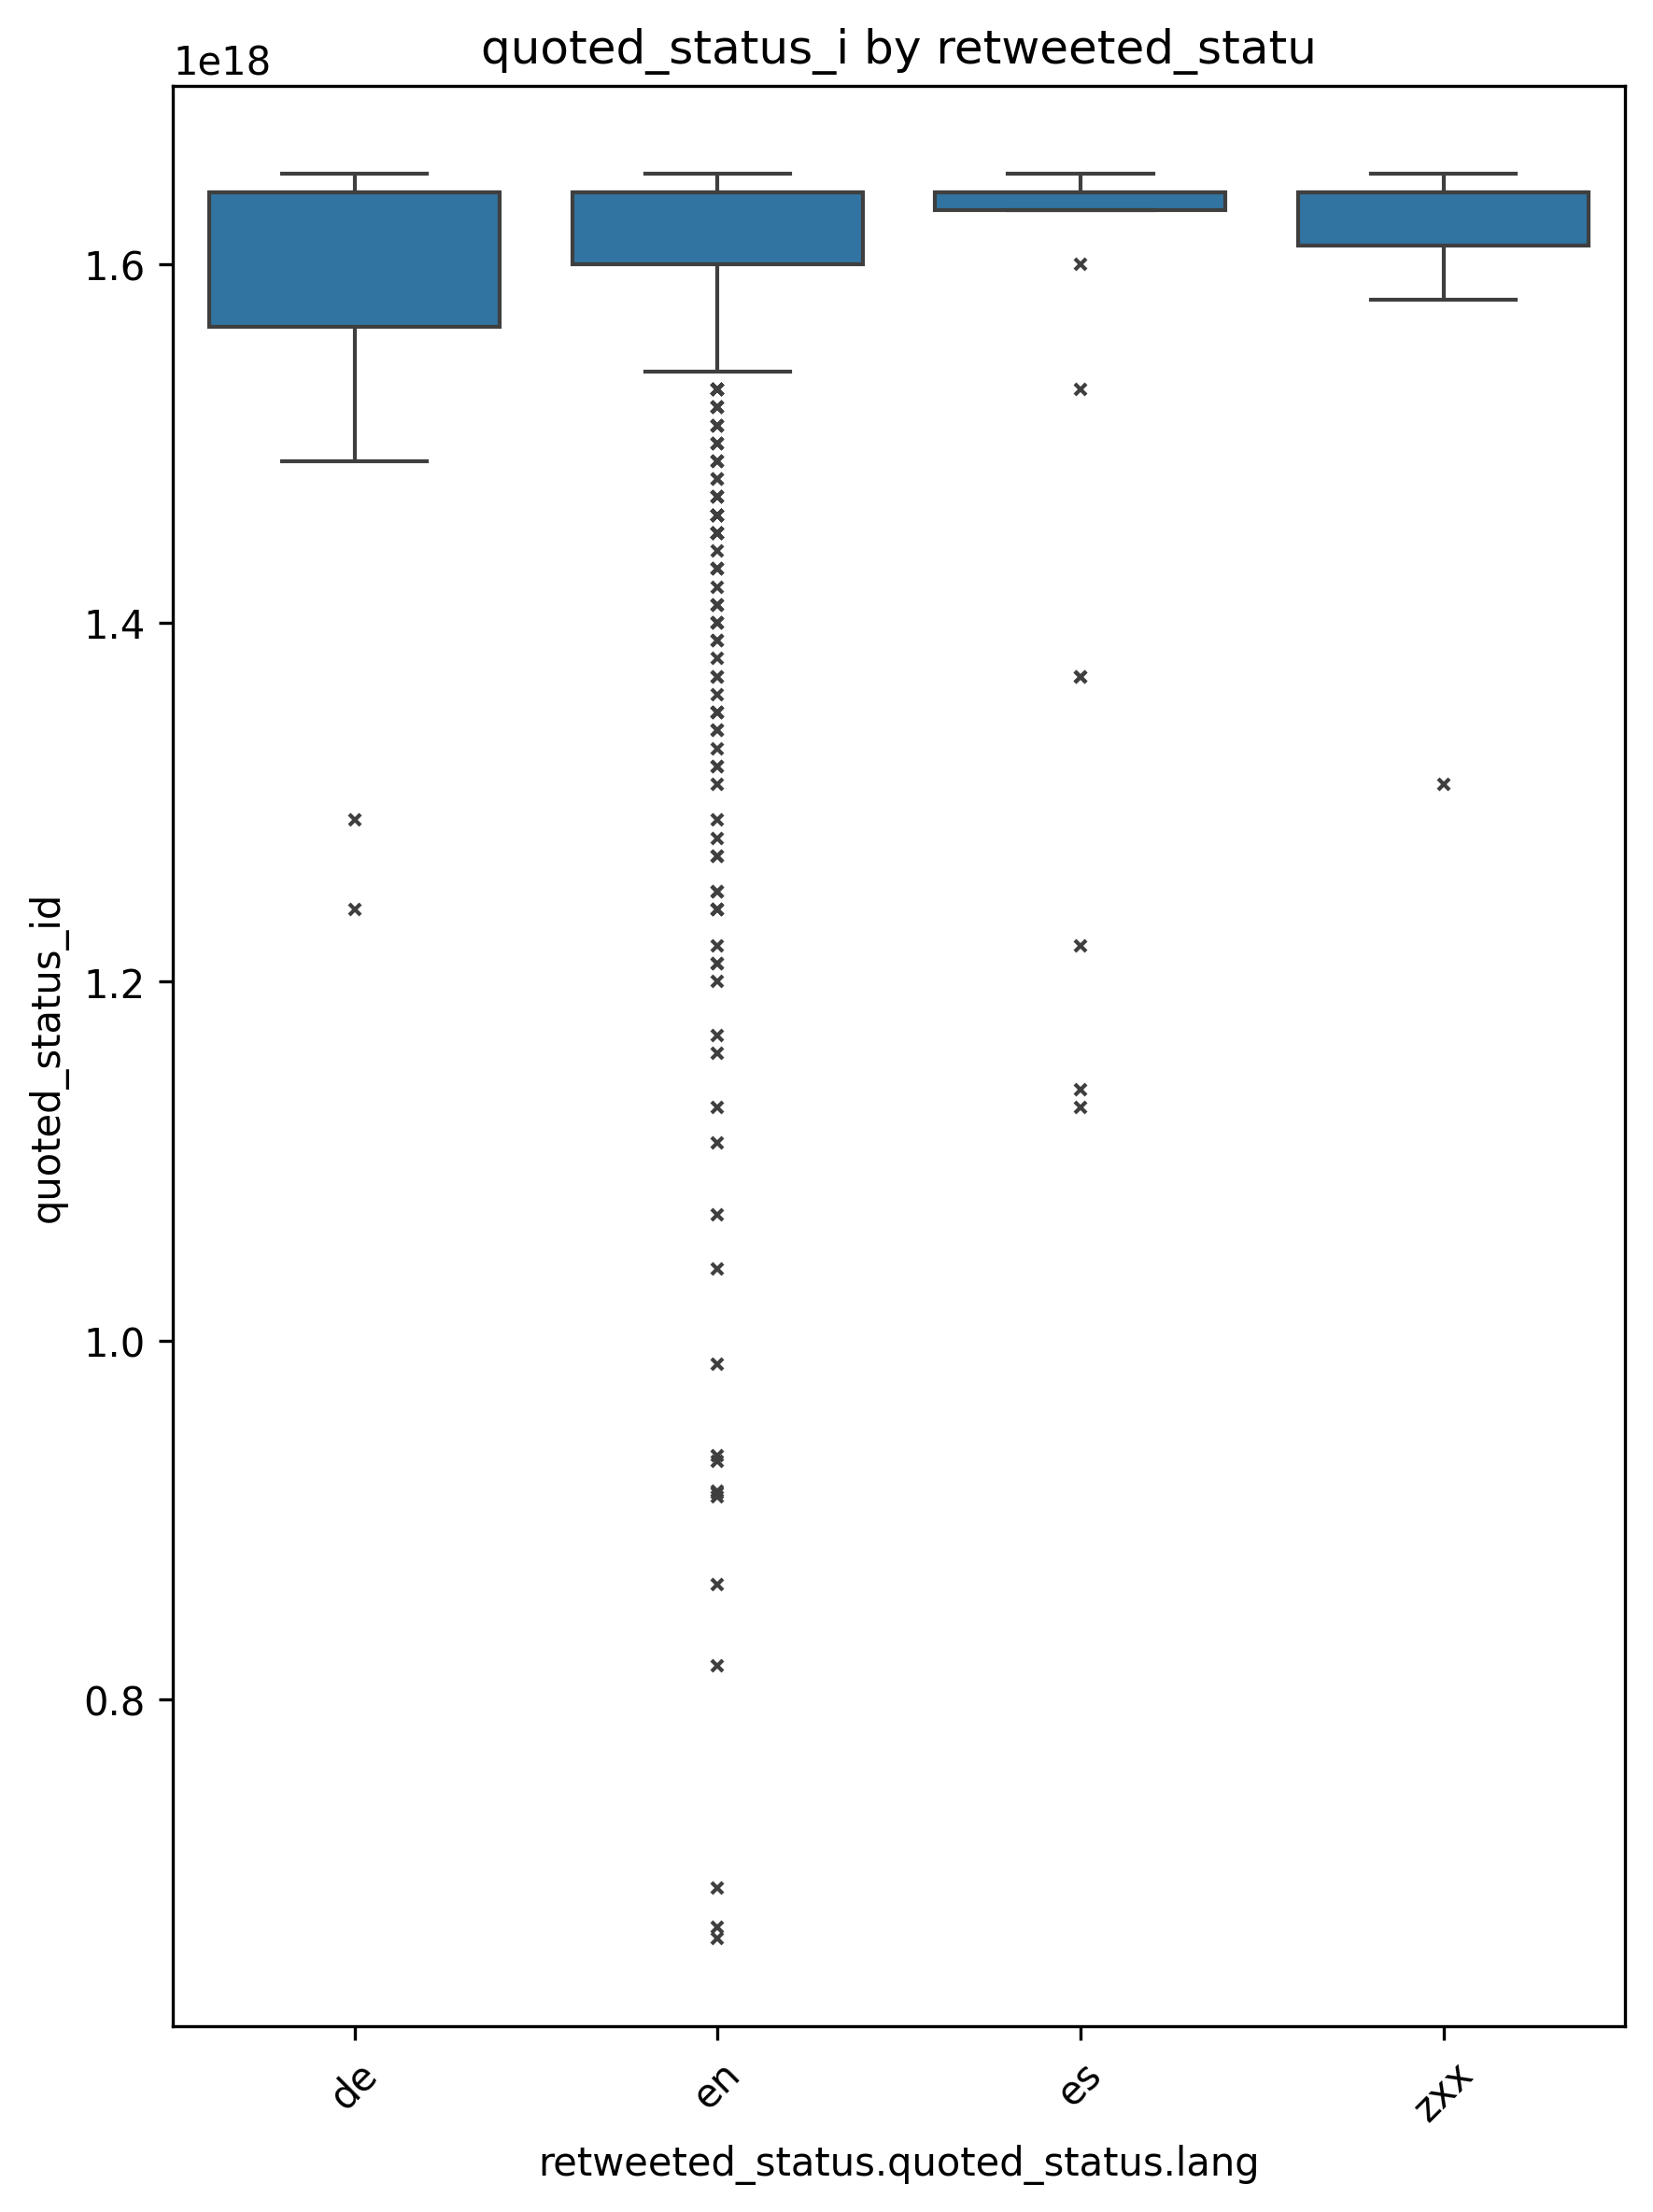 quoted_status_i by retweeted_statu
1e18
1.6
1.4
1.2
1.0
0.8
quoted_status_id
de
en
es
zxx
retweeted_status.quoted_status.lang